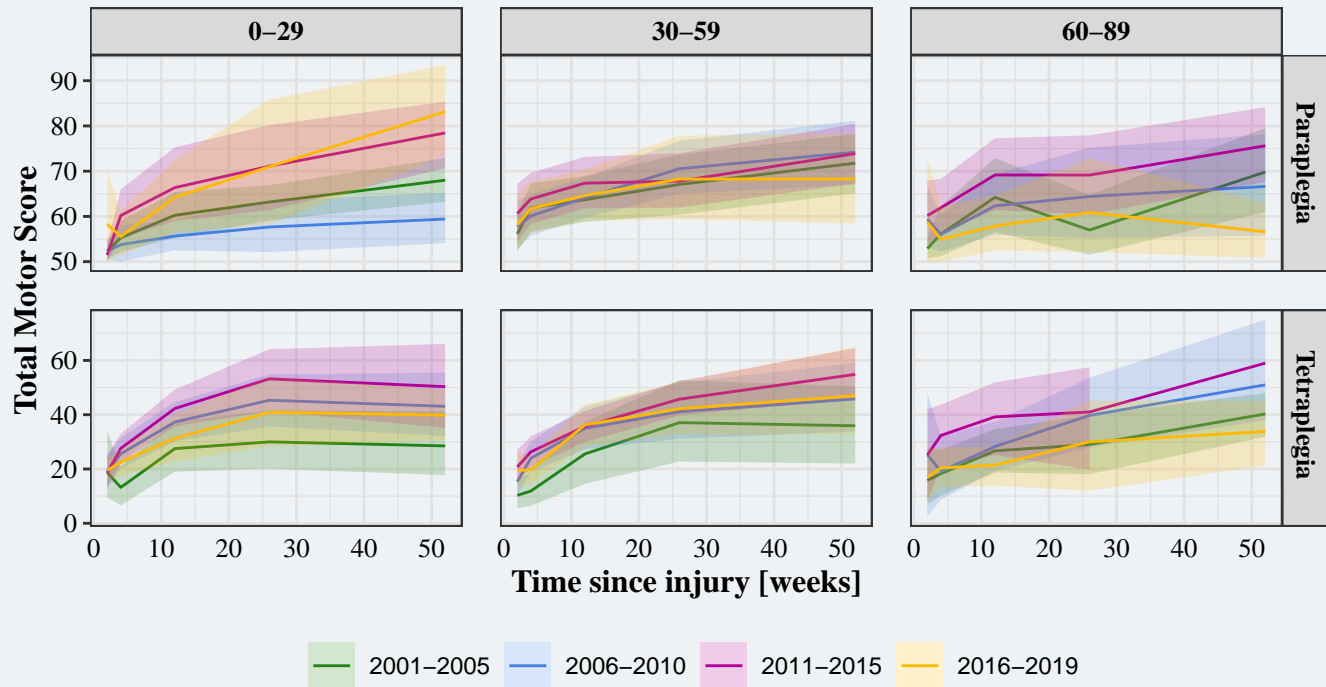 0–29 30–59 60–89
90
80
70
60
50
Paraplegia
Total Motor Score
60
40
20
0
Tetraplegia
0 10 20 30 40 50 0 10 20 30 40 50 0 10 20 30 40 50
Time since injury [weeks]
2001–2005 2006–2010 2011–2015 2016–2019